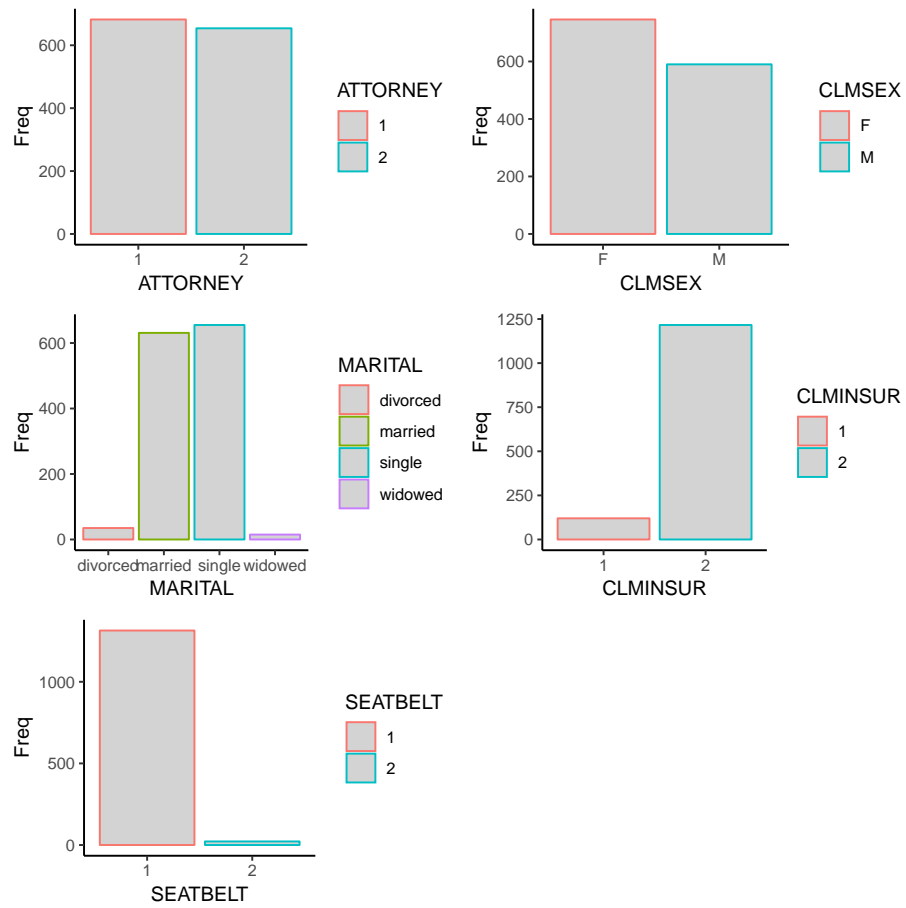 600
400
200
0
Freq
1 2
ATTORNEY
ATTORNEY
1
2
600
400
200
0
Freq
F M
CLMSEX
CLMSEX
F
M
600
400
200
0
Freq
divorced married single widowed
MARITAL
MARITAL
divorced
married
single
widowed
1250
1000
750
500
250
0
Freq
1 2
CLMINSUR
CLMINSUR
1
2
1000
500
0
Freq
1 2
SEATBELT
SEATBELT
1
2